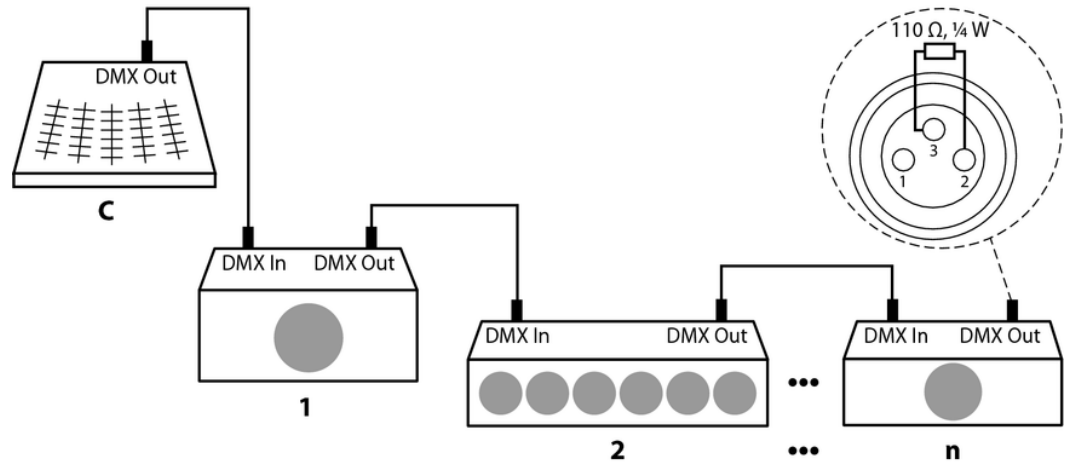 110 Ω, ¼ W
3
1
2
DMX Out
C
DMX In
DMX Out
1
DMX In
DMX Out
2
•••
•••
DMX In
DMX Out
n